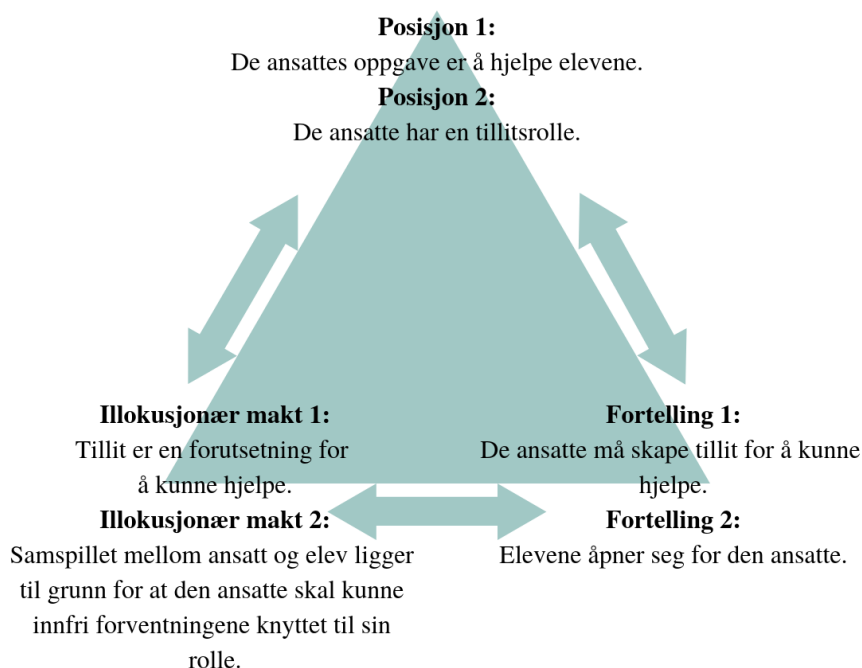 Posisjon 1:
De ansattes oppgave er å hjelpe elevene.
Posisjon 2:
De ansatte har en tillitsrolle.
Illokusjonær makt 1:
Tillit er en forutsetning for
å kunne hjelpe.
Illokusjonær makt 2:
Samspillet mellom ansatt og elev ligger
til grunn for at den ansatte skal kunne
innfri forventningene knyttet til sin
rolle.
Fortelling 1:
De ansatte må skape tillit for å kunne
hjelpe.
Fortelling 2:
Elevene åpner seg for den ansatte.